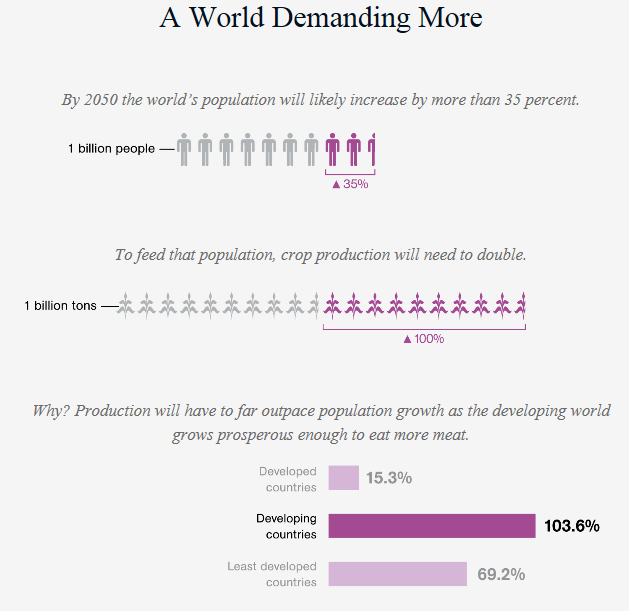 A World Demanding More
By 2050 the world’s population will likely increase by more than 35 percent.
1 billion people
▲ 35%
To feed that population, crop production will need to double.
1 billion tons
▲ 100%
Why? Production will have to far outpace population growth as the developing world
grows prosperous enough to eat more meat.
Developed
countries
15.3%
Developing
countries
103.6%
Least developed
countries
69.2%